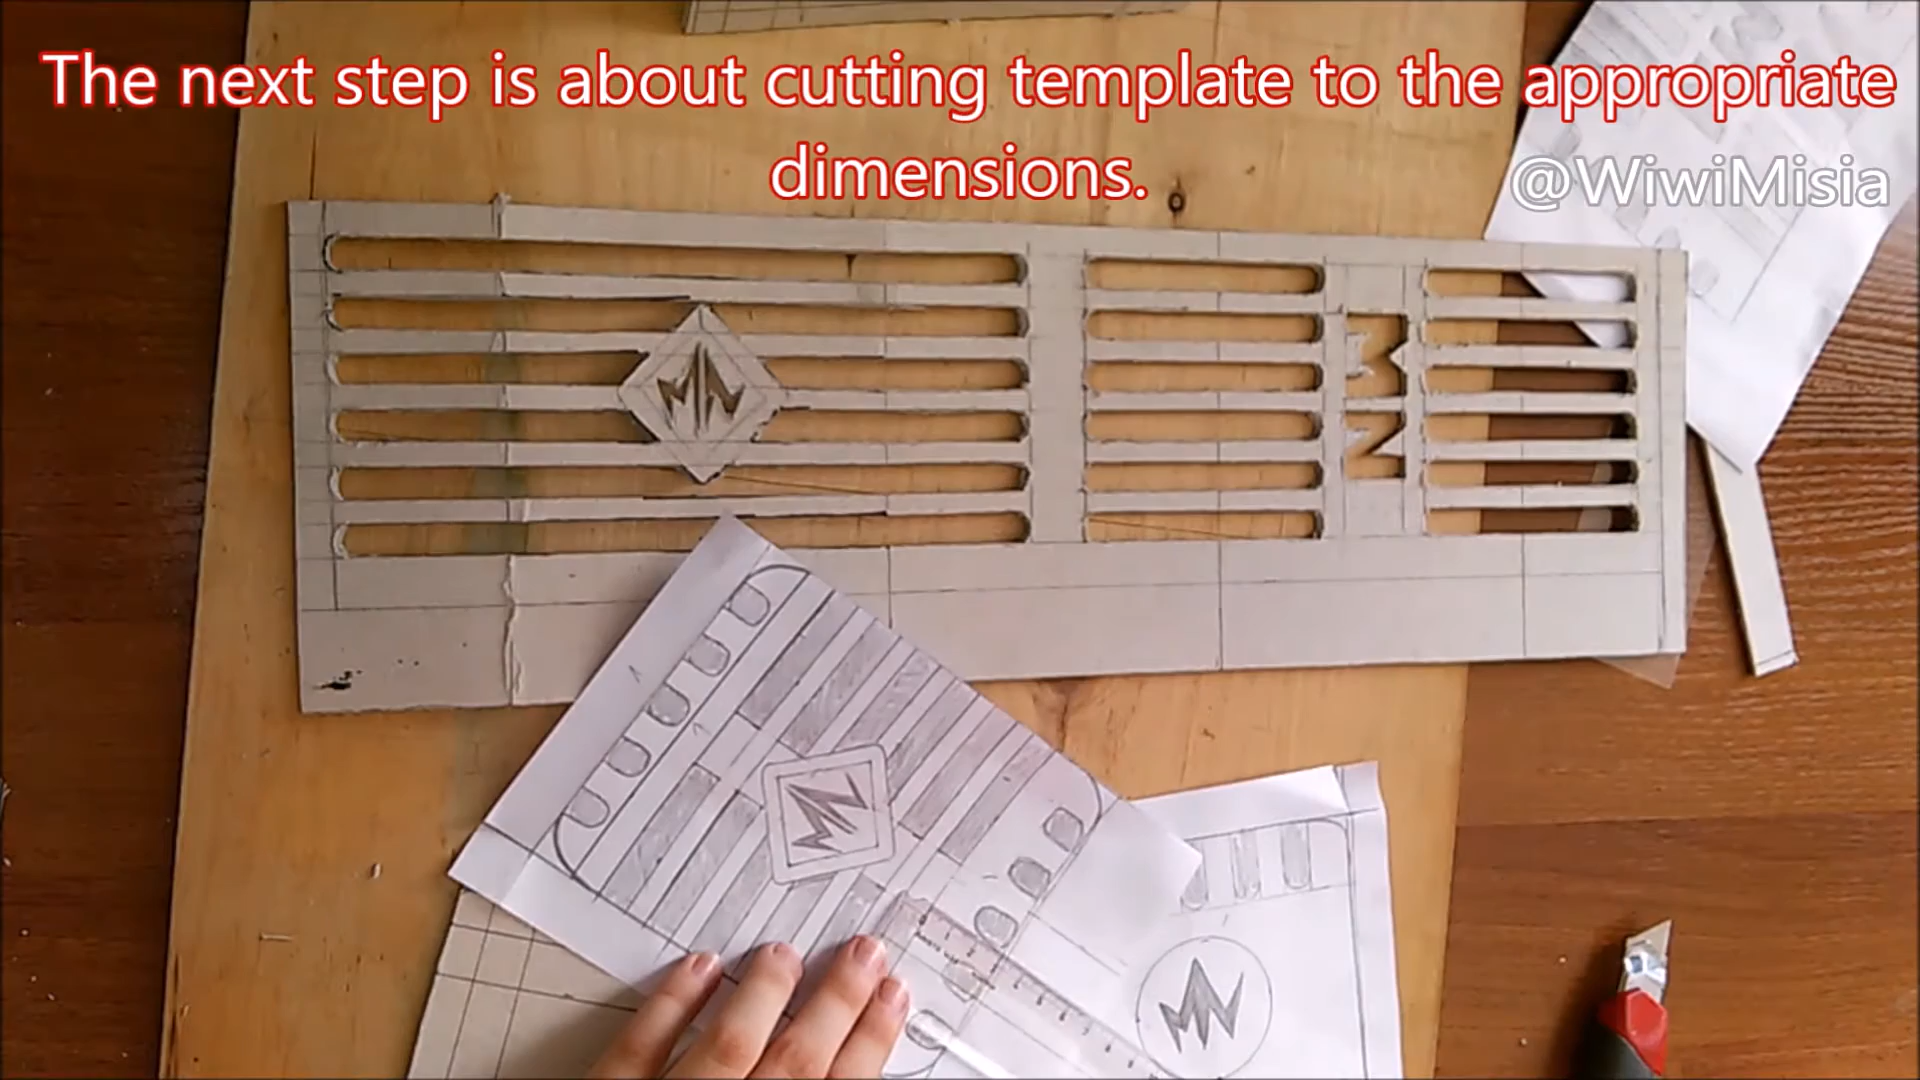 The next step is about cutting template to the appropriate
dimensions.
@WiwiMisia